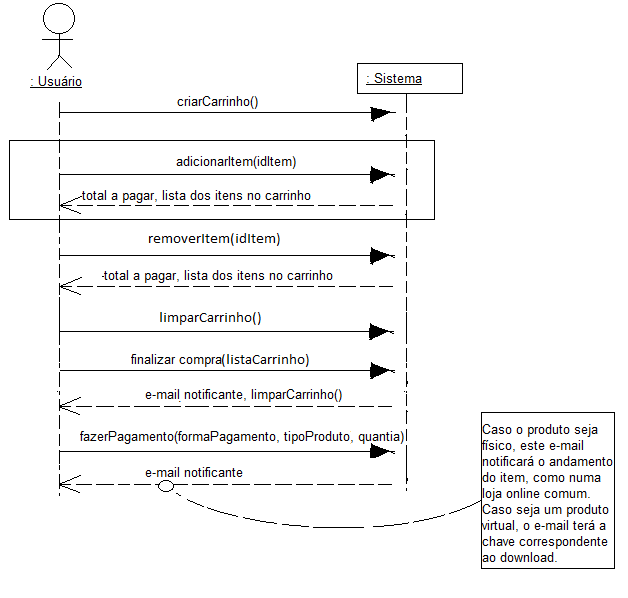 : Usuário
: Sistema
criarCarrinho()
adicionarItem(idItem)
total a pagar, lista dos itens no carrinho
removerItem(idItem)
total a pagar, lista dos itens no carrinho
limparCarrinho()
finalizar compra(listaCarrinho)
e-mail notificante, limparCarrinho()
fazerPagamento(formaPagamento, tipoProduto, quantia)
e-mail notificante
Caso o produto seja
físico, este e-mail
notificará o andamento
do item, como numa
loja online comum.
Caso seja um produto
virtual, o e-mail terá a
chave correspondente
ao download.